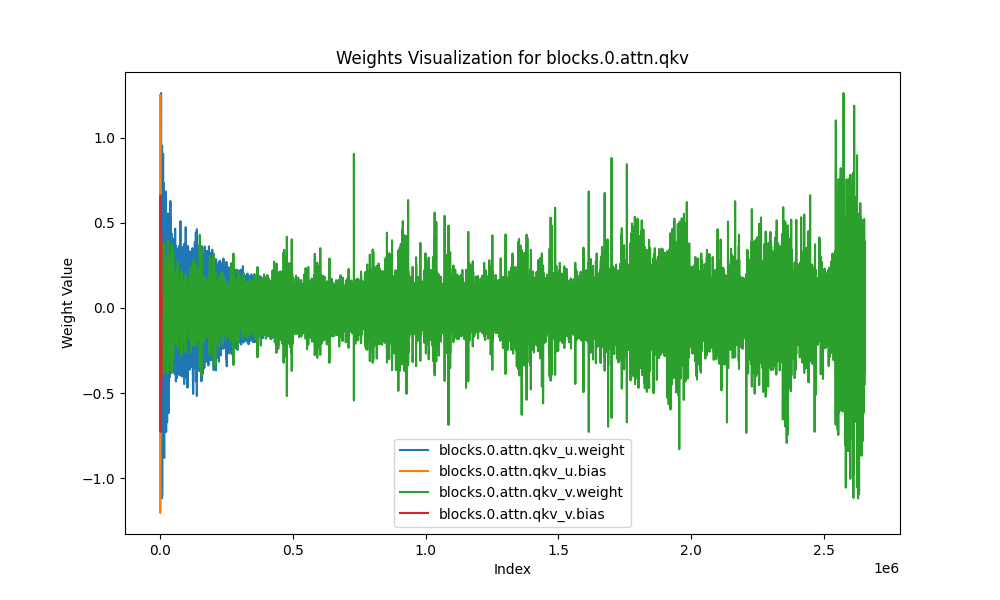 Weights Visualization for blocks.0.attn.qkv
Weight Value
1.0
0.5
0.0
−0.5
−1.0
blocks.0.attn.qkv_u.weight
blocks.0.attn.qkv_u.bias
blocks.0.attn.qkv_v.weight
blocks.0.attn.qkv_v.bias
0.0 0.5 1.0 1.5 2.0 2.5
1e6
Index